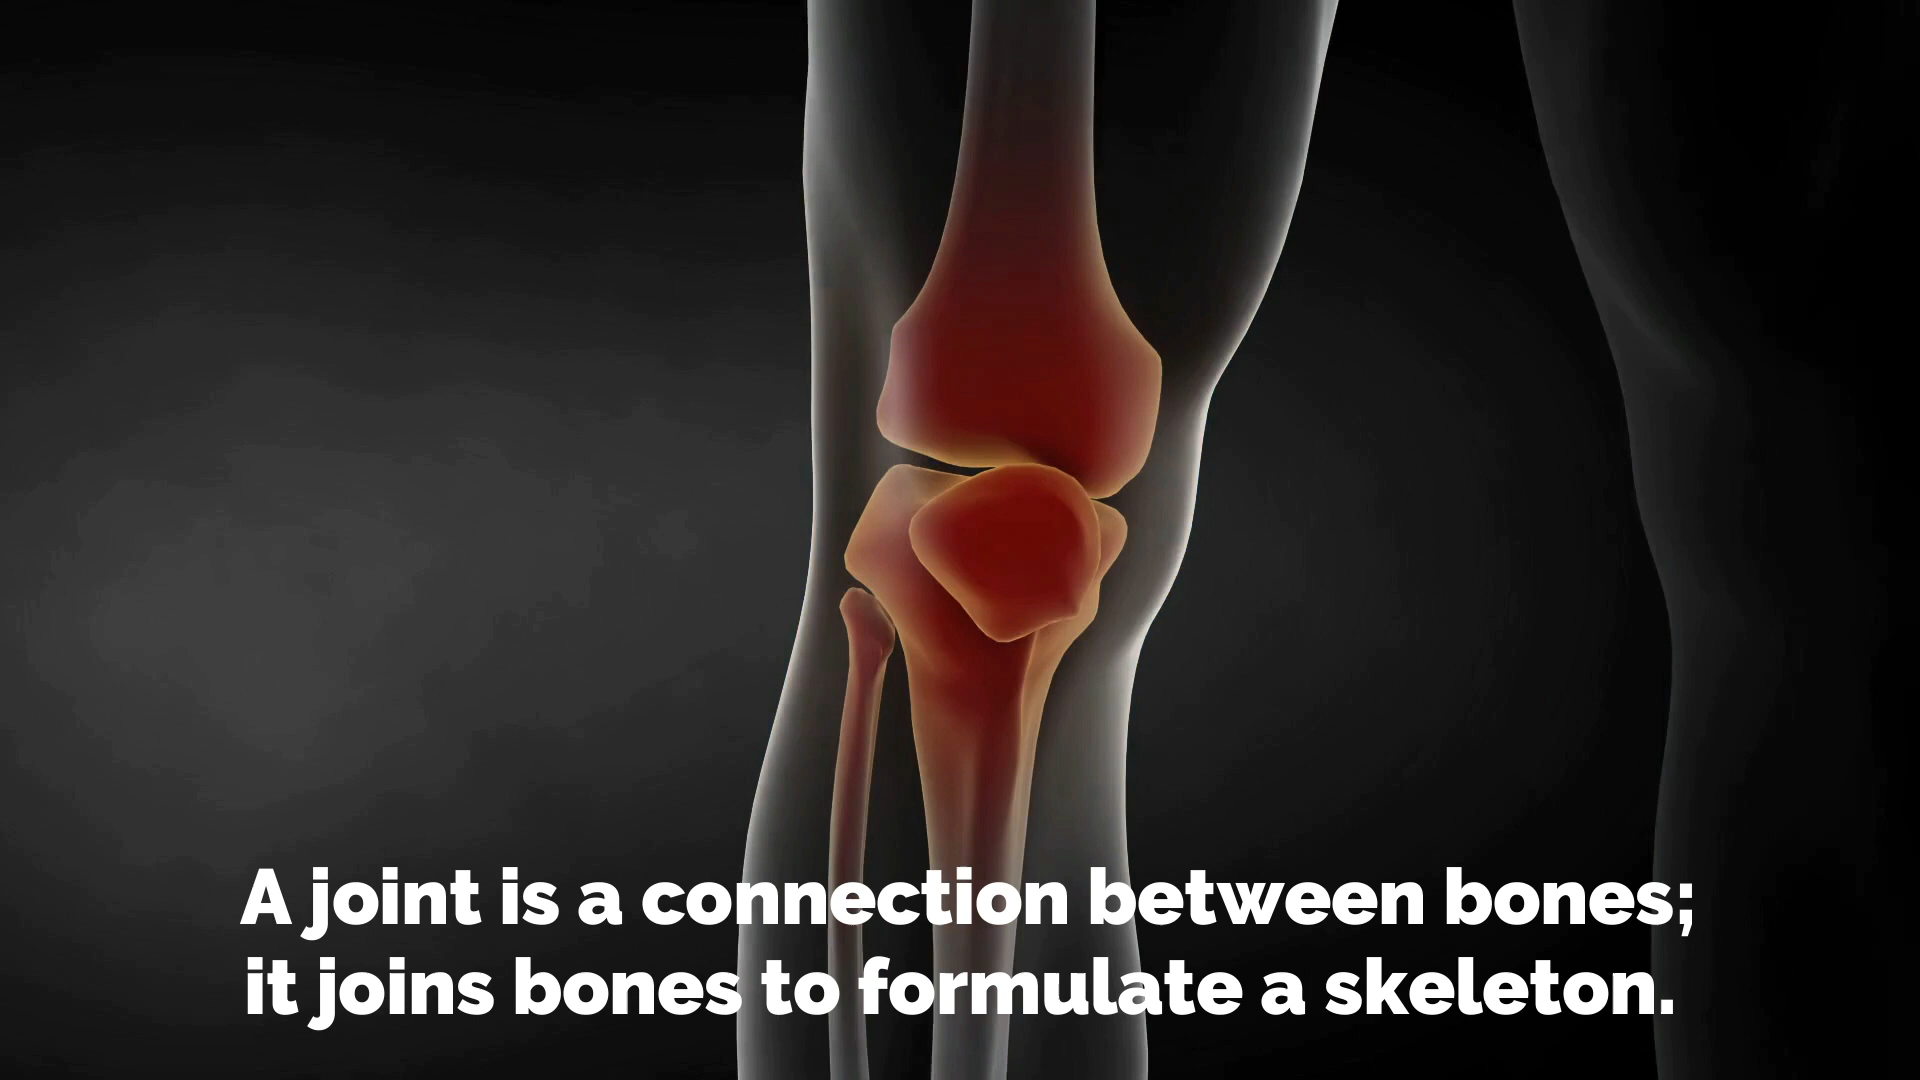 A joint is a connection between bones;
it joins bones to formulate a skeleton.